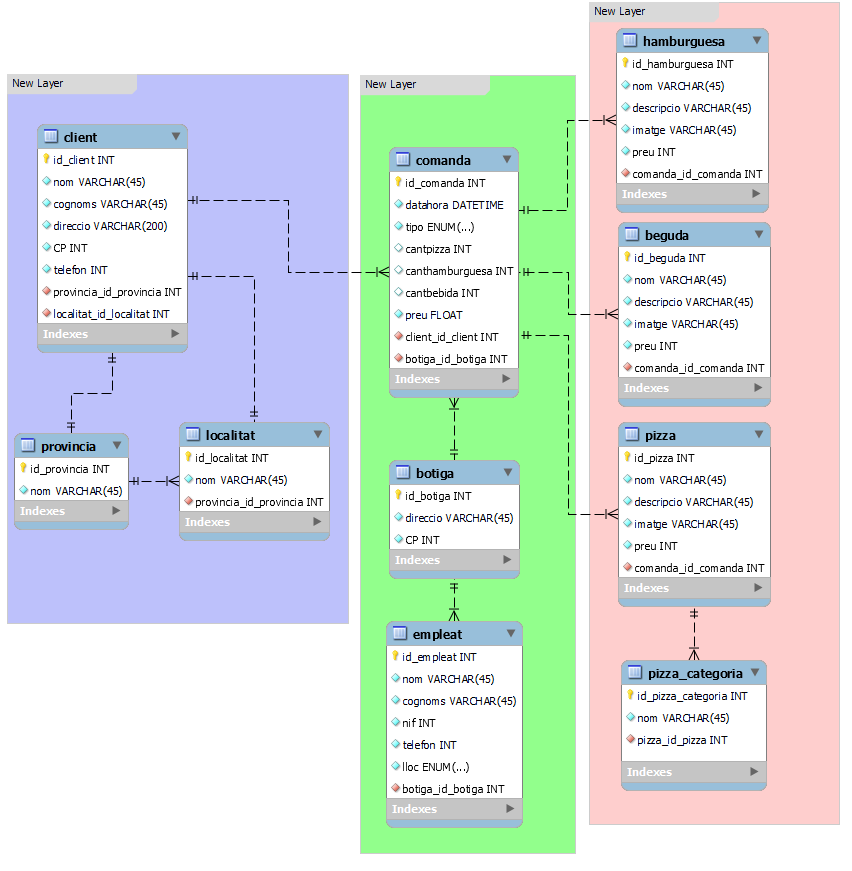 New Layer
client
id_client INT
nom VARCHAR(45)
cognoms VARCHAR(45)
direccio VARCHAR(200)
CP INT
telefon INT
provincia_id_provincia INT
localitat_id_localitat INT
Indexes
provincia
id_provincia INT
nom VARCHAR(45)
Indexes
localitat
id_localitat INT
nom VARCHAR(45)
provincia_id_provincia INT
Indexes
New Layer
comanda
id_comanda INT
datahora DATETIME
tipo ENUM(...)
cantpizza INT
canthamburguesa INT
cantbebida INT
preu FLOAT
client_id_client INT
botiga_id_botiga INT
Indexes
botiga
id_botiga INT
direccio VARCHAR(45)
CP INT
Indexes
empleat
id_empleat INT
nom VARCHAR(45)
cognoms VARCHAR(45)
nif INT
telefon INT
lloc ENUM(...)
botiga_id_botiga INT
Indexes
New Layer
hamburguesa
id_hamburguesa INT
nom VARCHAR(45)
descripcio VARCHAR(45)
imatge VARCHAR(45)
preu INT
comanda_id_comanda INT
Indexes
beguda
id_beguda INT
nom VARCHAR(45)
descripcio VARCHAR(45)
imatge VARCHAR(45)
preu INT
comanda_id_comanda INT
Indexes
pizza
id_pizza INT
nom VARCHAR(45)
descripcio VARCHAR(45)
imatge VARCHAR(45)
preu INT
comanda_id_comanda INT
Indexes
pizza_categoria
id_pizza_categoria INT
nom VARCHAR(45)
pizza_id_pizza INT
Indexes